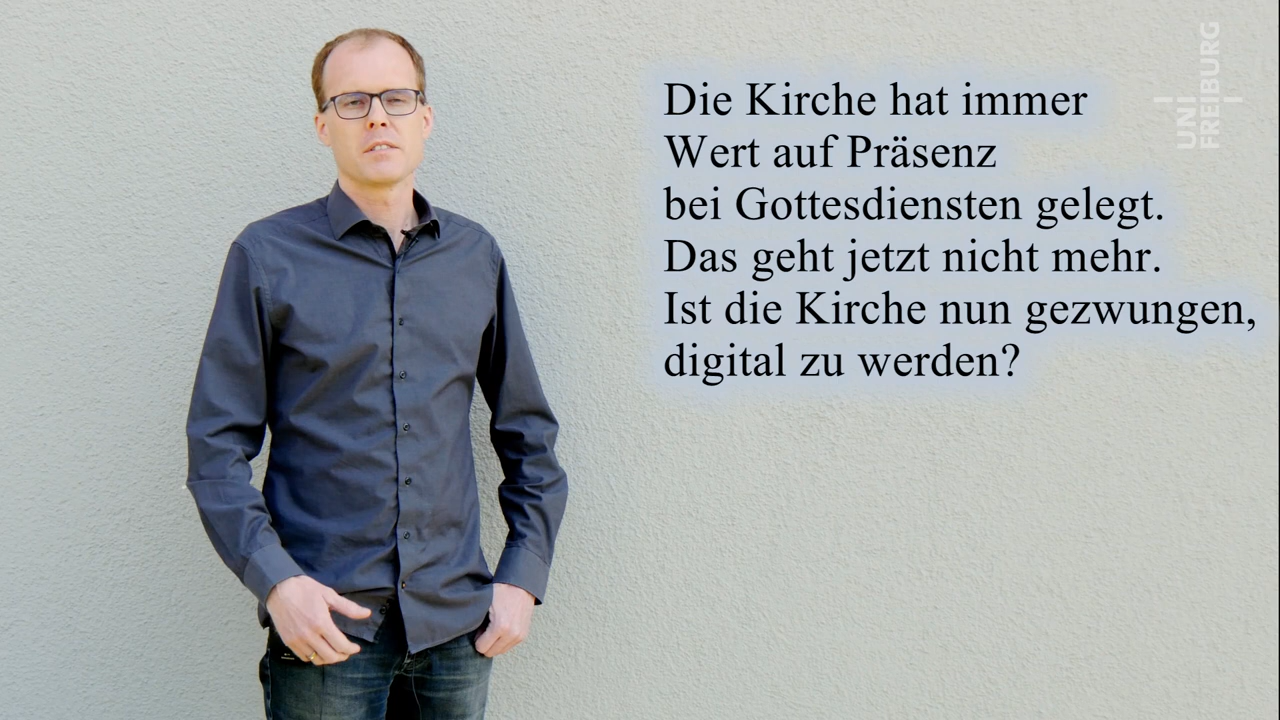 Die Kirche hat immer
Wert auf Präsenz
bei Gottesdiensten gelegt.
Das geht jetzt nicht mehr.
Ist die Kirche nun gezwungen,
digital zu werden?
UNI
FREIBURG